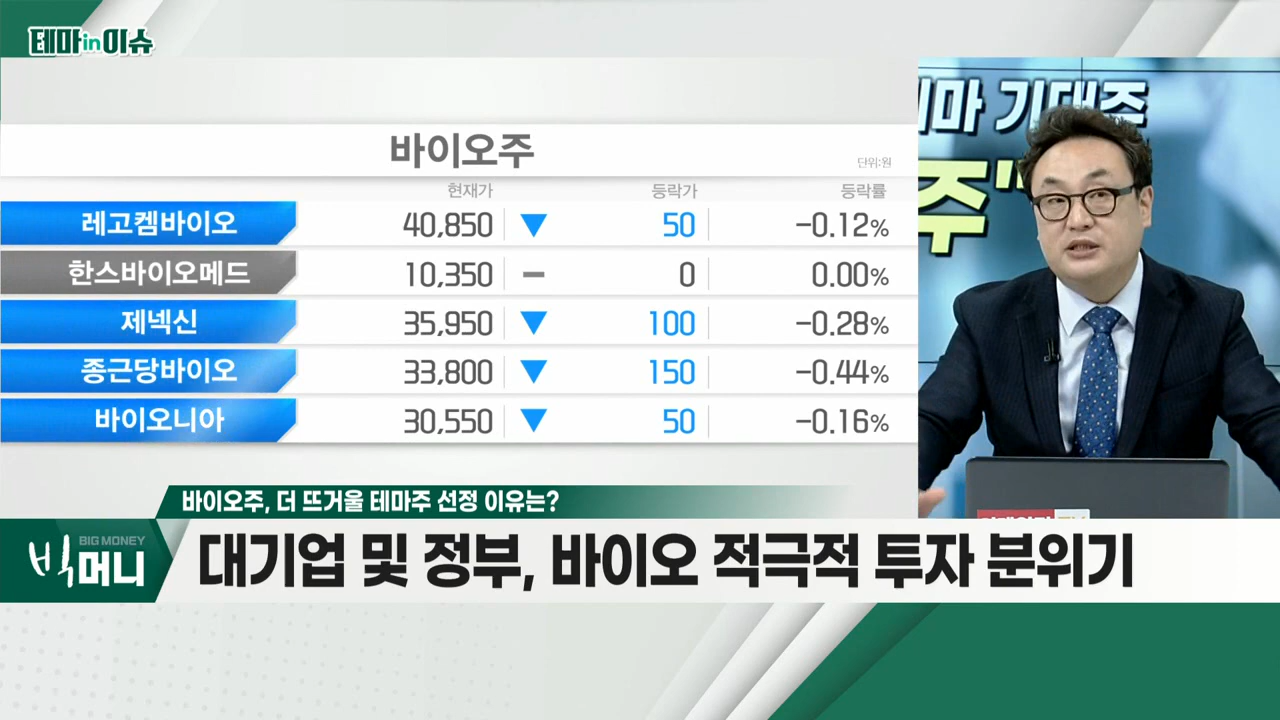 테마in이슈
바이오주
단위:원
현재가 등락가 등락률
레고켐바이오 40,850 ▼ 50 -0.12%
한스바이오메드 10,350 - 0 0.00%
제넥신 35,950 ▼ 100 -0.28%
종근당바이오 33,800 ▼ 150 -0.44%
바이오니아 30,550 ▼ 50 -0.16%
기대주
주"
TV
바이오주, 더 뜨거울 테마주 선정 이유는?
BIG MONEY
빅머니
대기업 및 정부, 바이오 적극적 투자 분위기